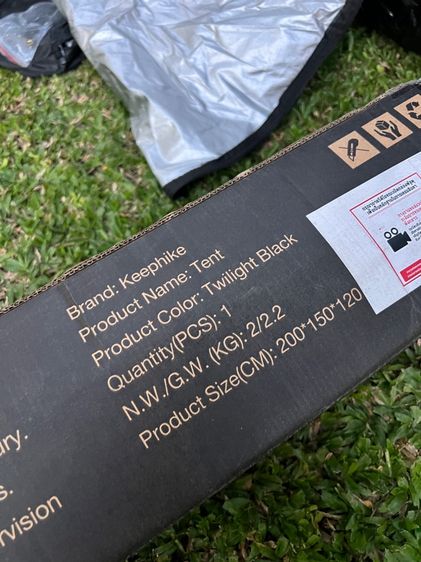 Brand: Keephike
Product Name: Tent
Product Color: Twilight Black
Quantity(PCS): 1
N.W./G.W. (KG): 2/2.2
Product Size(CM): 200*150*120
ry.
s.
rvision